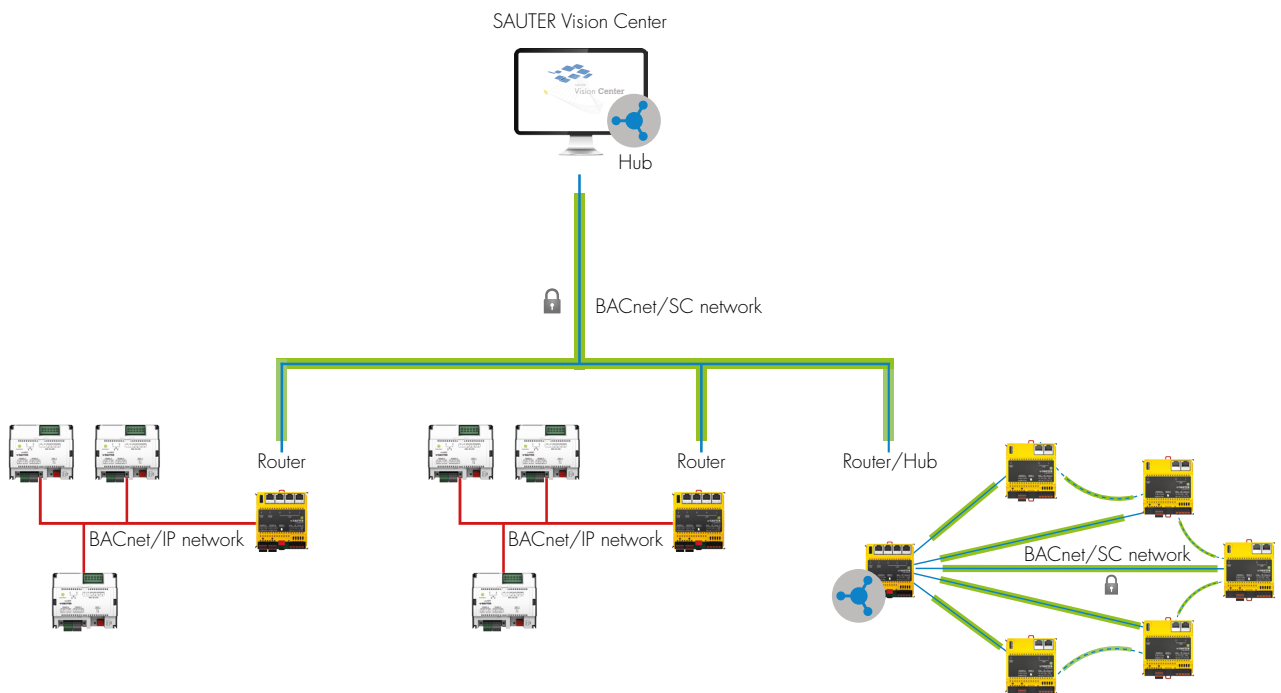 SAUTER Vision Center
Vision Center
Hub
BACnet/SC network
Router
Router
Router/Hub
BACnet/IP network
BACnet/IP network
BACnet/SC network